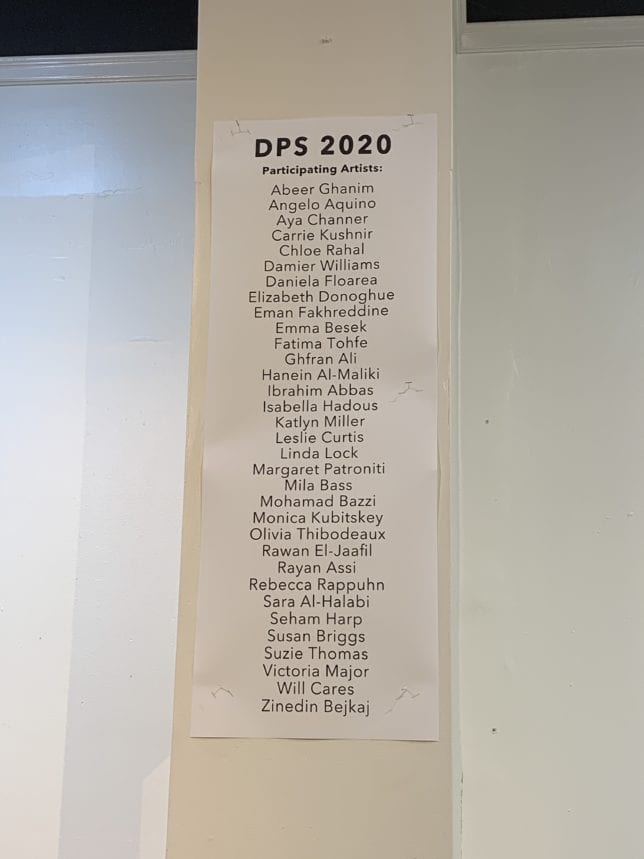 DPS 2020
Participating Artists:
Abeer Ghanim
Angelo Aquino
Aya Channer
Carrie Kushnir
Chloe Rahal
Damier Williams
Daniela Floarea
Elizabeth Donoghue
Eman Fakhreddine
Emma Besek
Fatima Tohfe
Ghfran Ali
Hanein Al-Maliki
Ibrahim Abbas
Isabella Hadous
Katlyn Miller
Leslie Curtis
Linda Lock
Margaret Patroniti
Mila Bass
Mohamad Bazzi
Monica Kubitskey
Olivia Thibodeaux
Rawan El-Jaafil
Rayan Assi
Rebecca Rappuhn
Sara Al-Halabi
Seham Harp
Susan Briggs
Suzie Thomas
Victoria Major
Will Cares
Zinedin Bejkaj